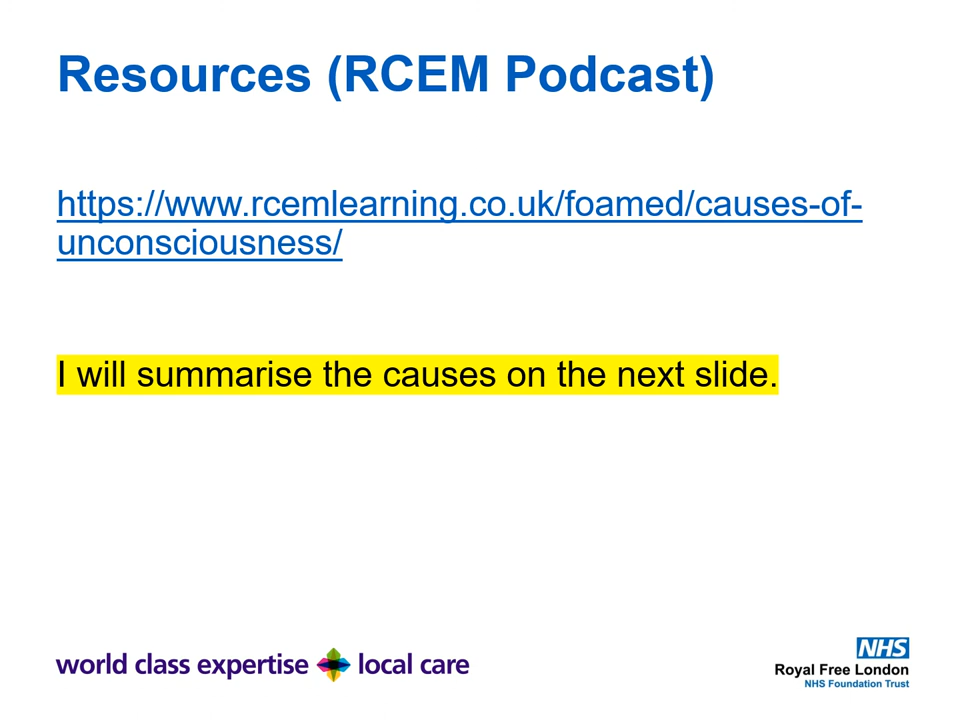 Resources (RCEM Podcast)
https://www.rcemlearning.co.uk/foamed/causes-of-
unconsciousness/
I will summarise the causes on the next slide.
world class expertise local care
NHS
Royal Free London
NHS Foundation Trust